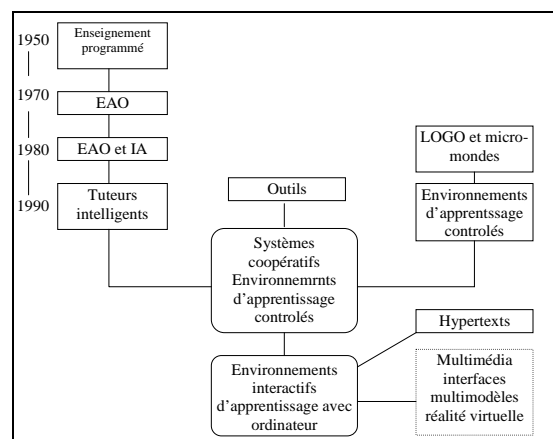 1950
Enseignement
programmé
1970
EAO
1980
EAO et IA
1990
Tuteurs
intelligents
Outils
LOGO et micro-
mondes
Environnements
d'apprentssage
controlés
Systèmes
coopératifs
Environnemrnts
d'apprentissage
controlés
Hypertexts
Environnements
interactifs
d'apprentissage avec
ordinateur
Multimédia
interfaces
multimodèles
réalité virtuelle